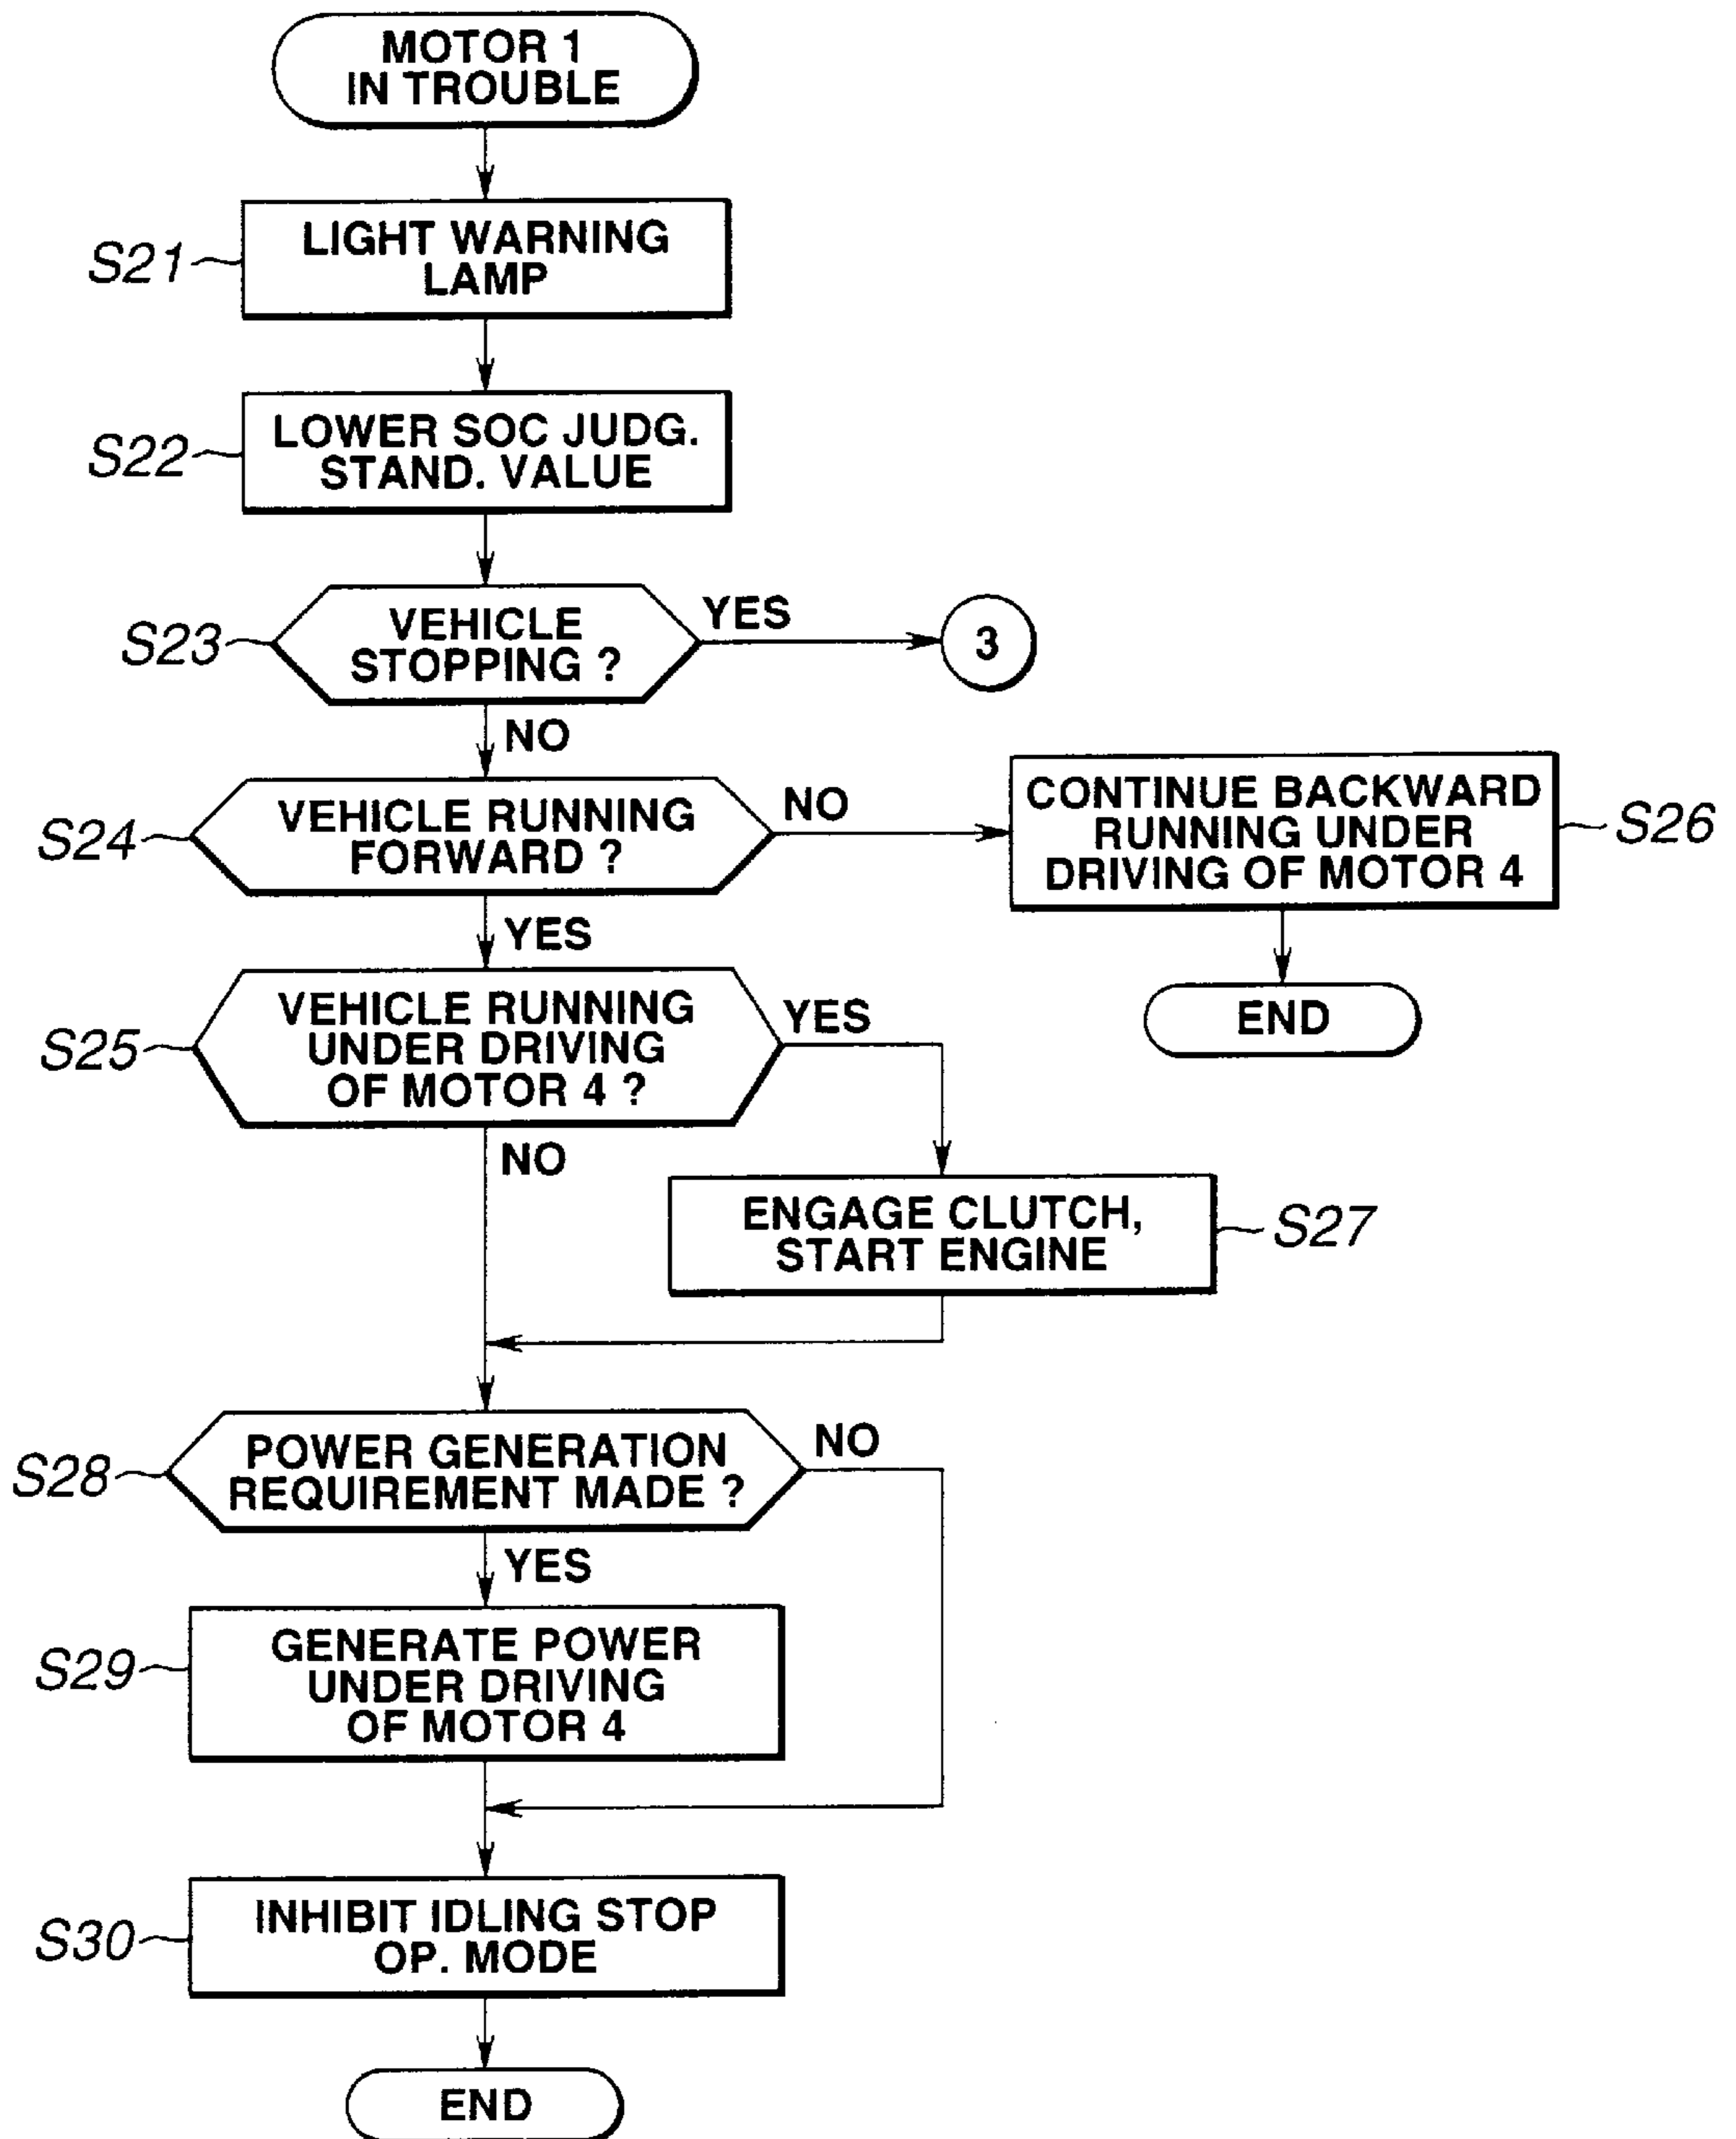 MOTOR 1
IN TROUBLE
S21
LIGHT WARNING
LAMP
S22
LOWER SOC JUDG.
STAND. VALUE
S23
VEHICLE
STOPPING ?
YES
3
NO
S24
VEHICLE RUNNING
FORWARD ?
NO
CONTINUE BACKWARD
RUNNING UNDER
DRIVING OF MOTOR 4
S26
END
YES
S25
VEHICLE RUNNING
UNDER DRIVING
OF MOTOR 4 ?
YES
NO
ENGAGE CLUTCH,
START ENGINE
S27
S28
POWER GENERATION
REQUIREMENT MADE ?
NO
YES
S29
GENERATE POWER
UNDER DRIVING
OF MOTOR 4
S30
INHIBIT IDLING STOP
OP. MODE
END